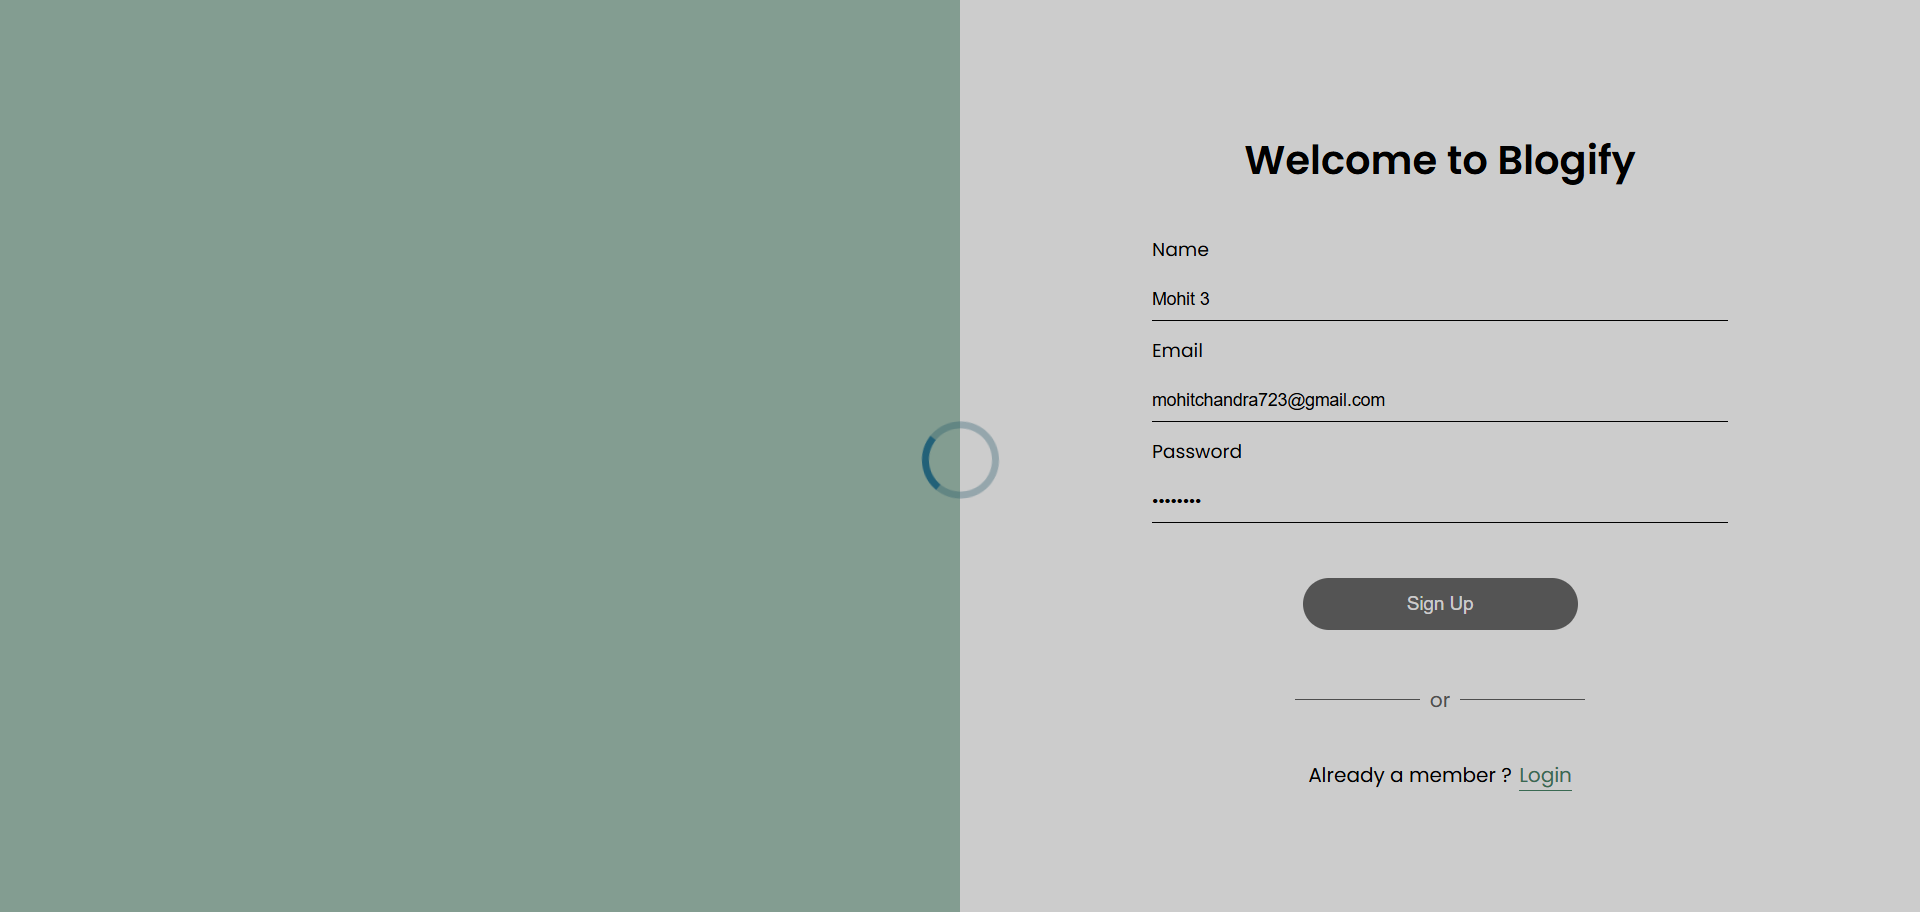 Welcome to Blogify
Name
Mohit 3
Email
mohitchandra723@gmail.com
Password
••••••••
Sign Up
or
Already a member ? Login